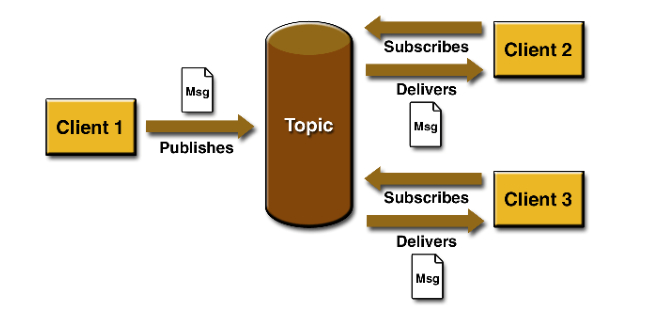 Msg
Client 1
Publishes
Topic
Subscribes
Client 2
Delivers
Msg
Subscribes
Client 3
Delivers
Msg